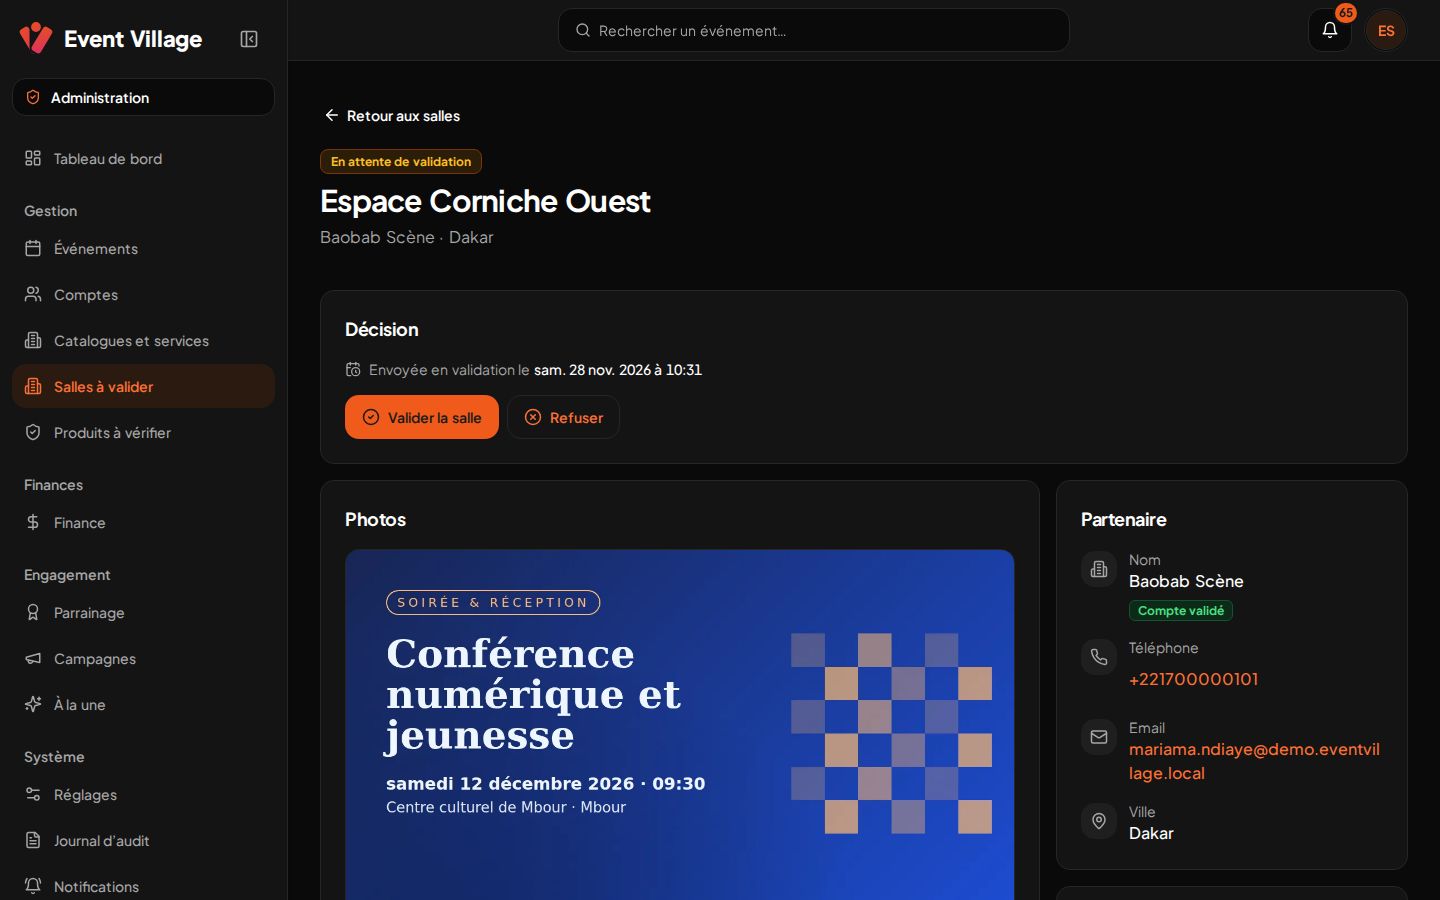 Event Village
Rechercher un événement...
65
ES
Administration
Tableau de bord
Gestion
Événements
Comptes
Catalogues et services
Salles à valider
Produits à vérifier
Finances
Finance
Engagement
Parrainage
Campagnes
À la une
Système
Réglages
Journal d'audit
Notifications
Retour aux salles
En attente de validation
Espace Corniche Ouest
Baobab Scène · Dakar
Décision
Envoyée en validation le sam. 28 nov. 2026 à 10:31
Valider la salle
Refuser
Photos
SOIRÉE & RÉCEPTION
Conférence
numérique et
jeunesse
samedi 12 décembre 2026 · 09:30
Centre culturel de Mbour · Mbour
Partenaire
Nom
Baobab Scène
Compte validé
Téléphone
+221700000101
Email
mariama.ndiaye@demo.eventvil
lage.local
Ville
Dakar